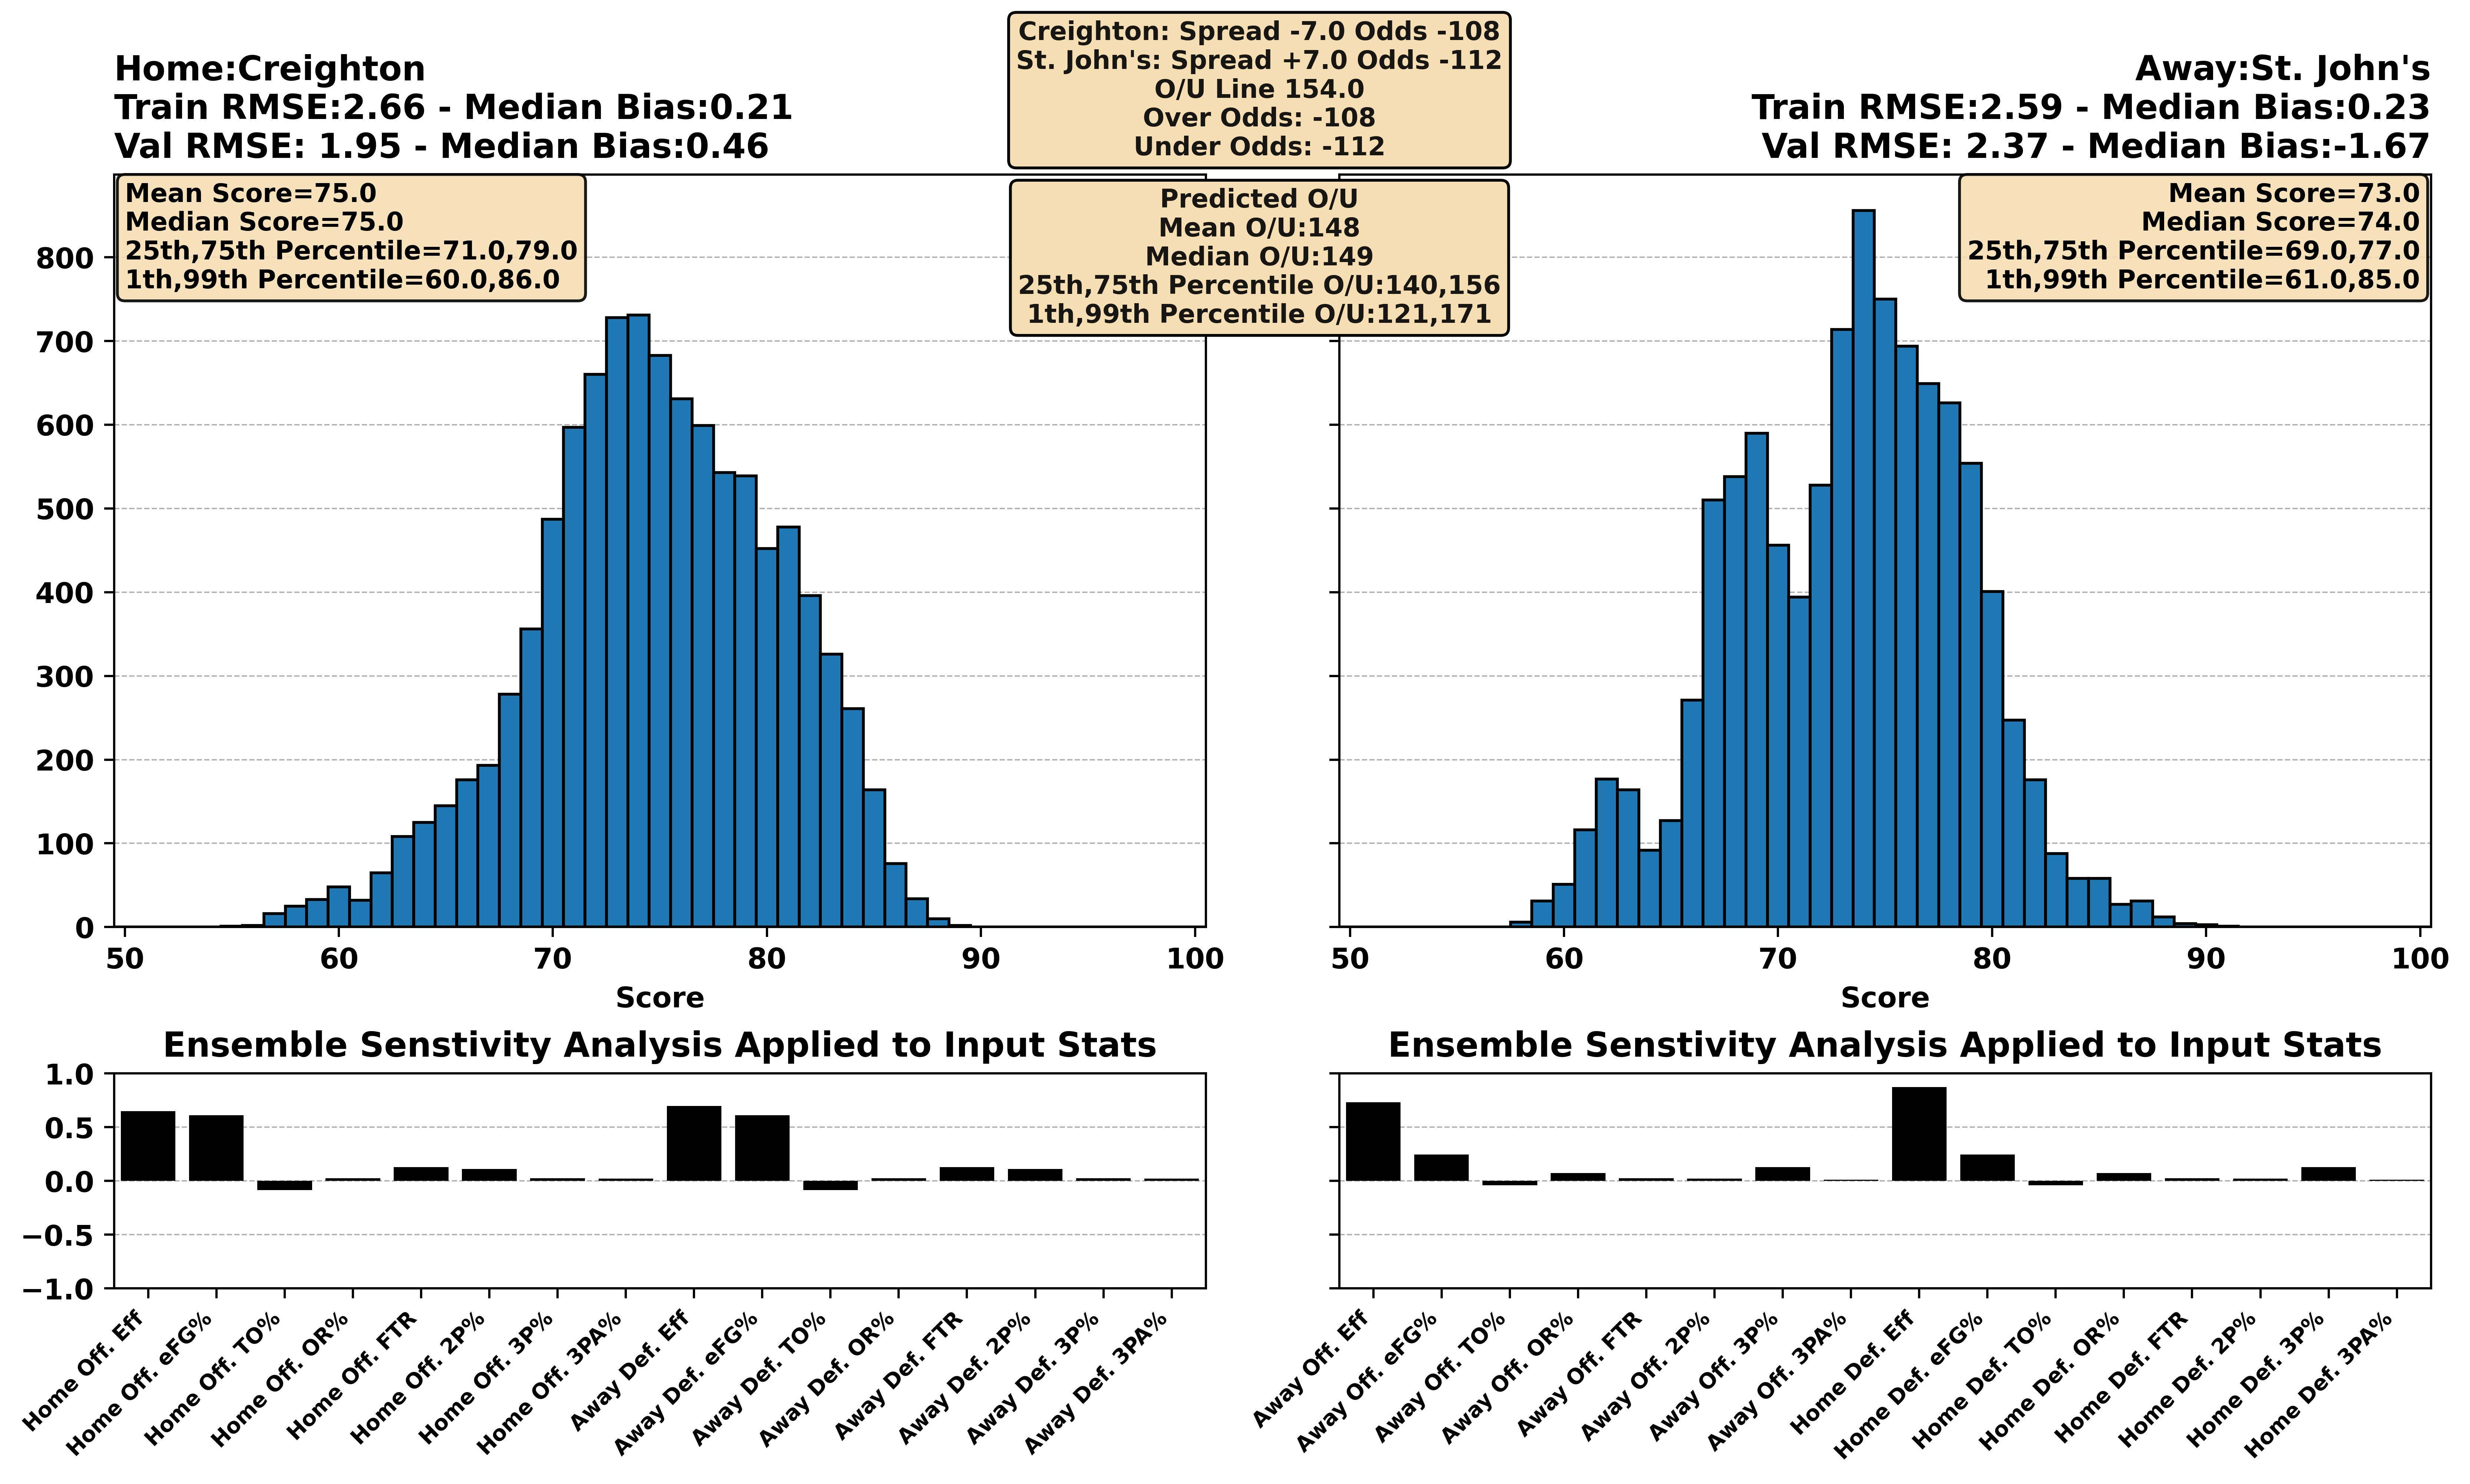 Creighton: Spread -7.0 Odds -108
St. John's: Spread +7.0 Odds -112
O/U Line 154.0
Over Odds: -108
Under Odds: -112
Home:Creighton
Train RMSE:2.66 - Median Bias:0.21
Val RMSE: 1.95 - Median Bias:0.46
Away:St. John's
Train RMSE:2.59 - Median Bias:0.23
Val RMSE: 2.37 - Median Bias:-1.67
Mean Score=75.0
Median Score=75.0
25th,75th Percentile=71.0,79.0
1th,99th Percentile=60.0,86.0
Predicted O/U
Mean O/U:148
Median O/U:149
25th,75th Percentile O/U:140,156
1th,99th Percentile O/U:121,171
Mean Score=73.0
Median Score=74.0
25th,75th Percentile=69.0,77.0
1th,99th Percentile=61.0,85.0
800
700
600
500
400
300
200
100
0
50 60 70 80 90 100
Score
50 60 70 80 90 100
Score
Ensemble Senstivity Analysis Applied to Input Stats
1.0
0.5
0.0
−0.5
−1.0
Home Off. Eff
Home Off. eFG%
Home Off. TO%
Home Off. OR%
Home Off. FTR
Home Off. 2P%
Home Off. 3P%
Home Off. 3PA%
Away Def. Eff
Away Def. eFG%
Away Def. TO%
Away Def. OR%
Away Def. FTR
Away Def. 2P%
Away Def. 3P%
Away Def. 3PA%
Ensemble Senstivity Analysis Applied to Input Stats
Away Off. Eff
Away Off. eFG%
Away Off. TO%
Away Off. OR%
Away Off. FTR
Away Off. 2P%
Away Off. 3P%
Away Off. 3PA%
Home Def. Eff
Home Def. eFG%
Home Def. TO%
Home Def. OR%
Home Def. FTR
Home Def. 2P%
Home Def. 3P%
Home Def. 3PA%